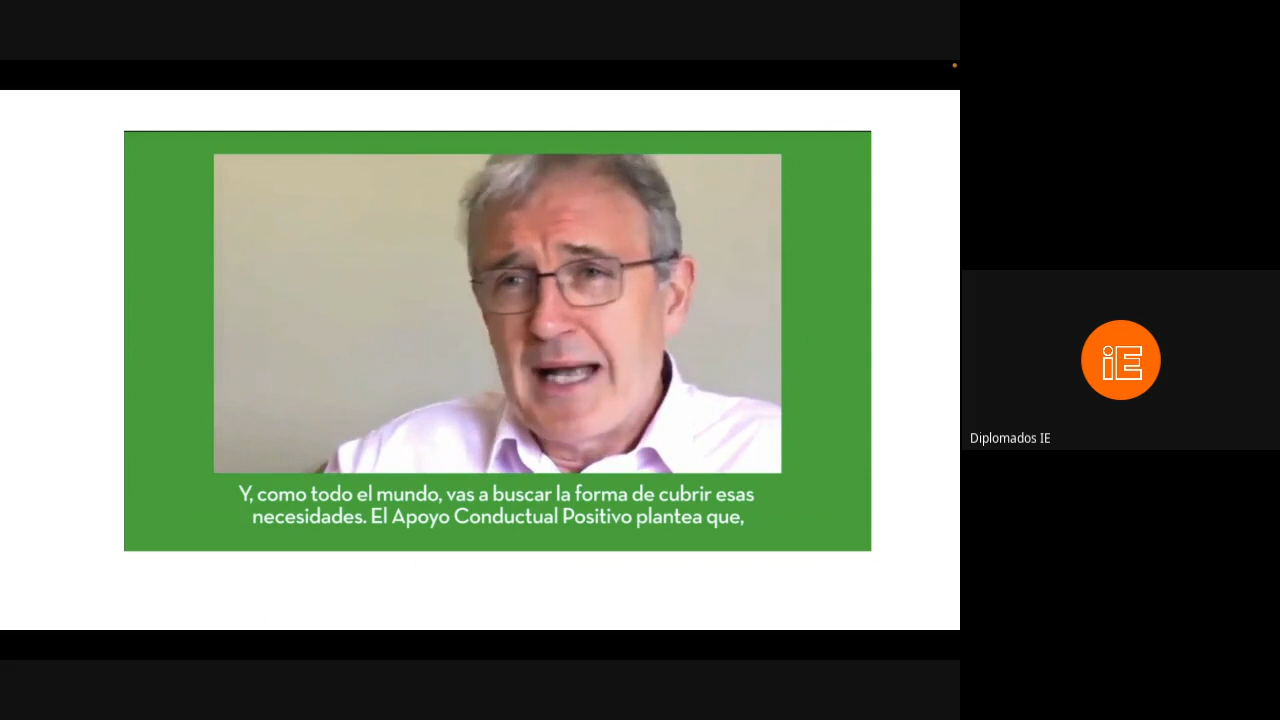 Y, como todo el mundo, vas a buscar la forma de cubrir esas
necesidades. El Apoyo Conductual Positivo plantea que,
iE
Diplomados IE